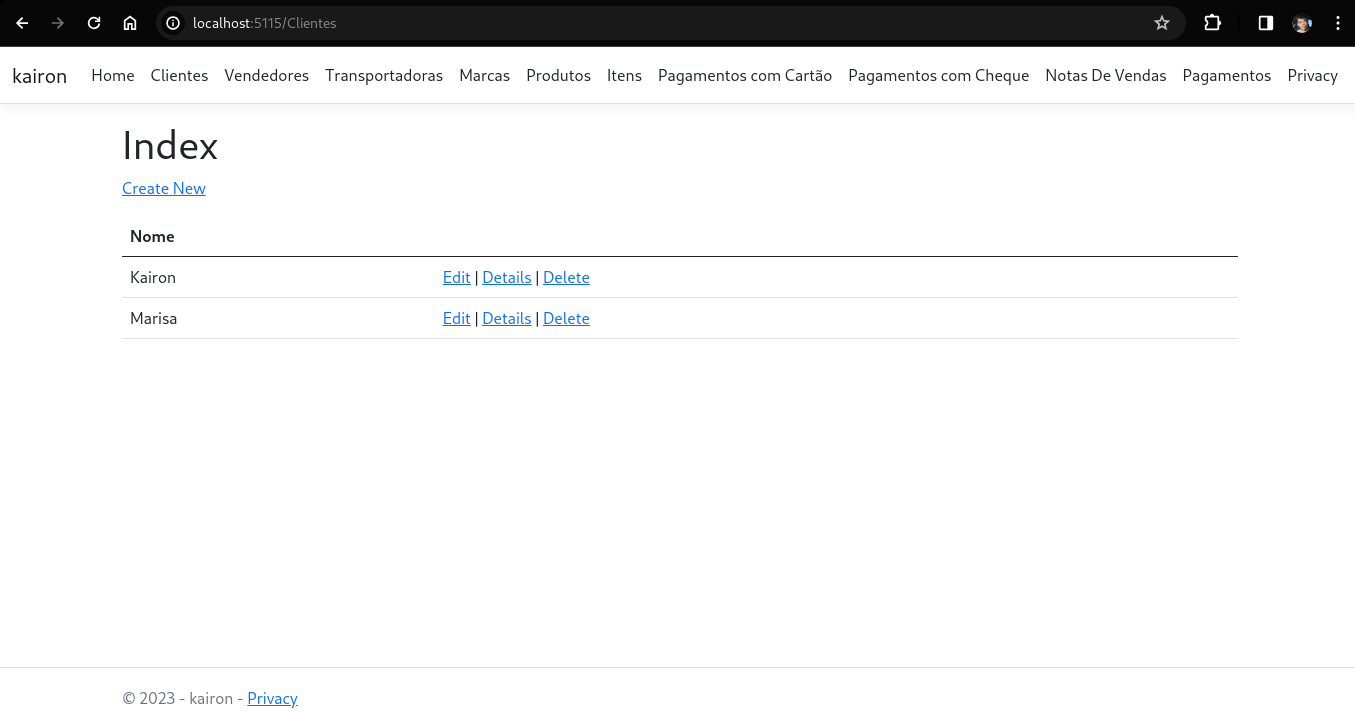 localhost:5115/Clientes
kairon Home Clientes Vendedores Transportadoras Marcas Produtos Itens Pagamentos com Cartão Pagamentos com Cheque Notas De Vendas Pagamentos Privacy
Index
Create New
Nome
Kairon Edit | Details | Delete
Marisa Edit | Details | Delete
© 2023 - kairon - Privacy